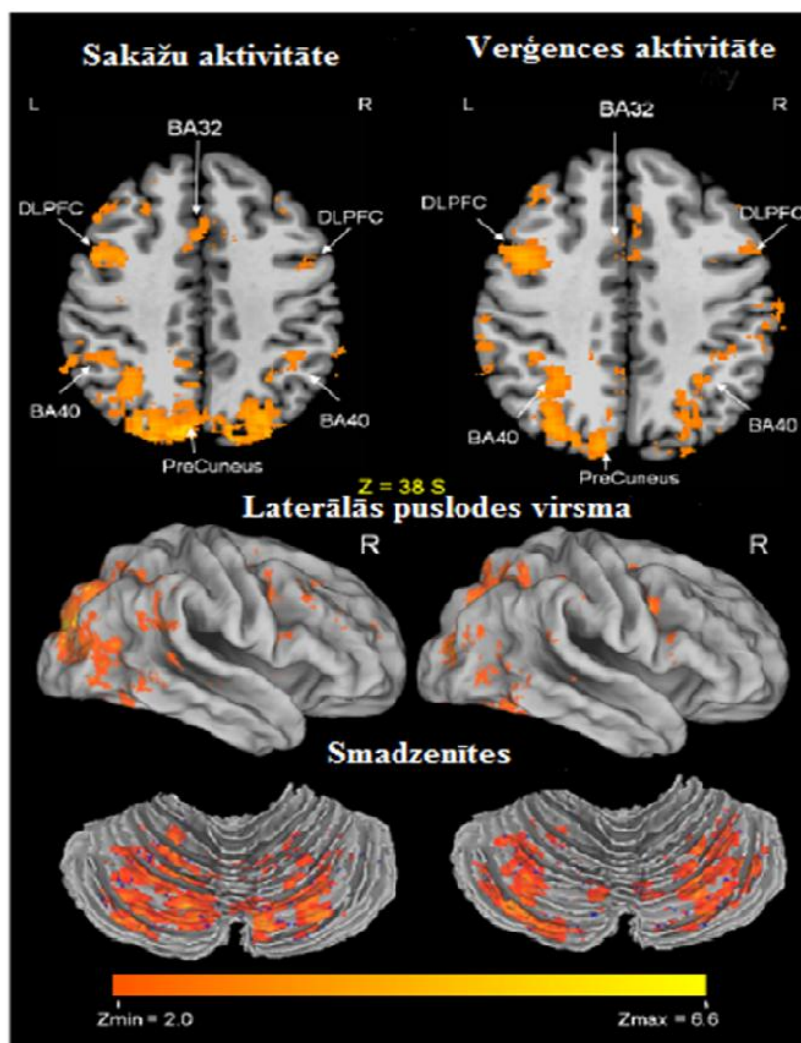 Sakāžu aktivitāte
Verģences aktivitāte
L
R
L
R
BA32
BA32
DLPFC
DLPFC
DLPFC
DLPFC
BA40
BA40
BA40
BA40
PreCuneus
PreCuneus
Z = 38 S
Laterālās puslodes virsma
R
R
Smadzenītes
Zmin = 2.0
Zmax = 6.6